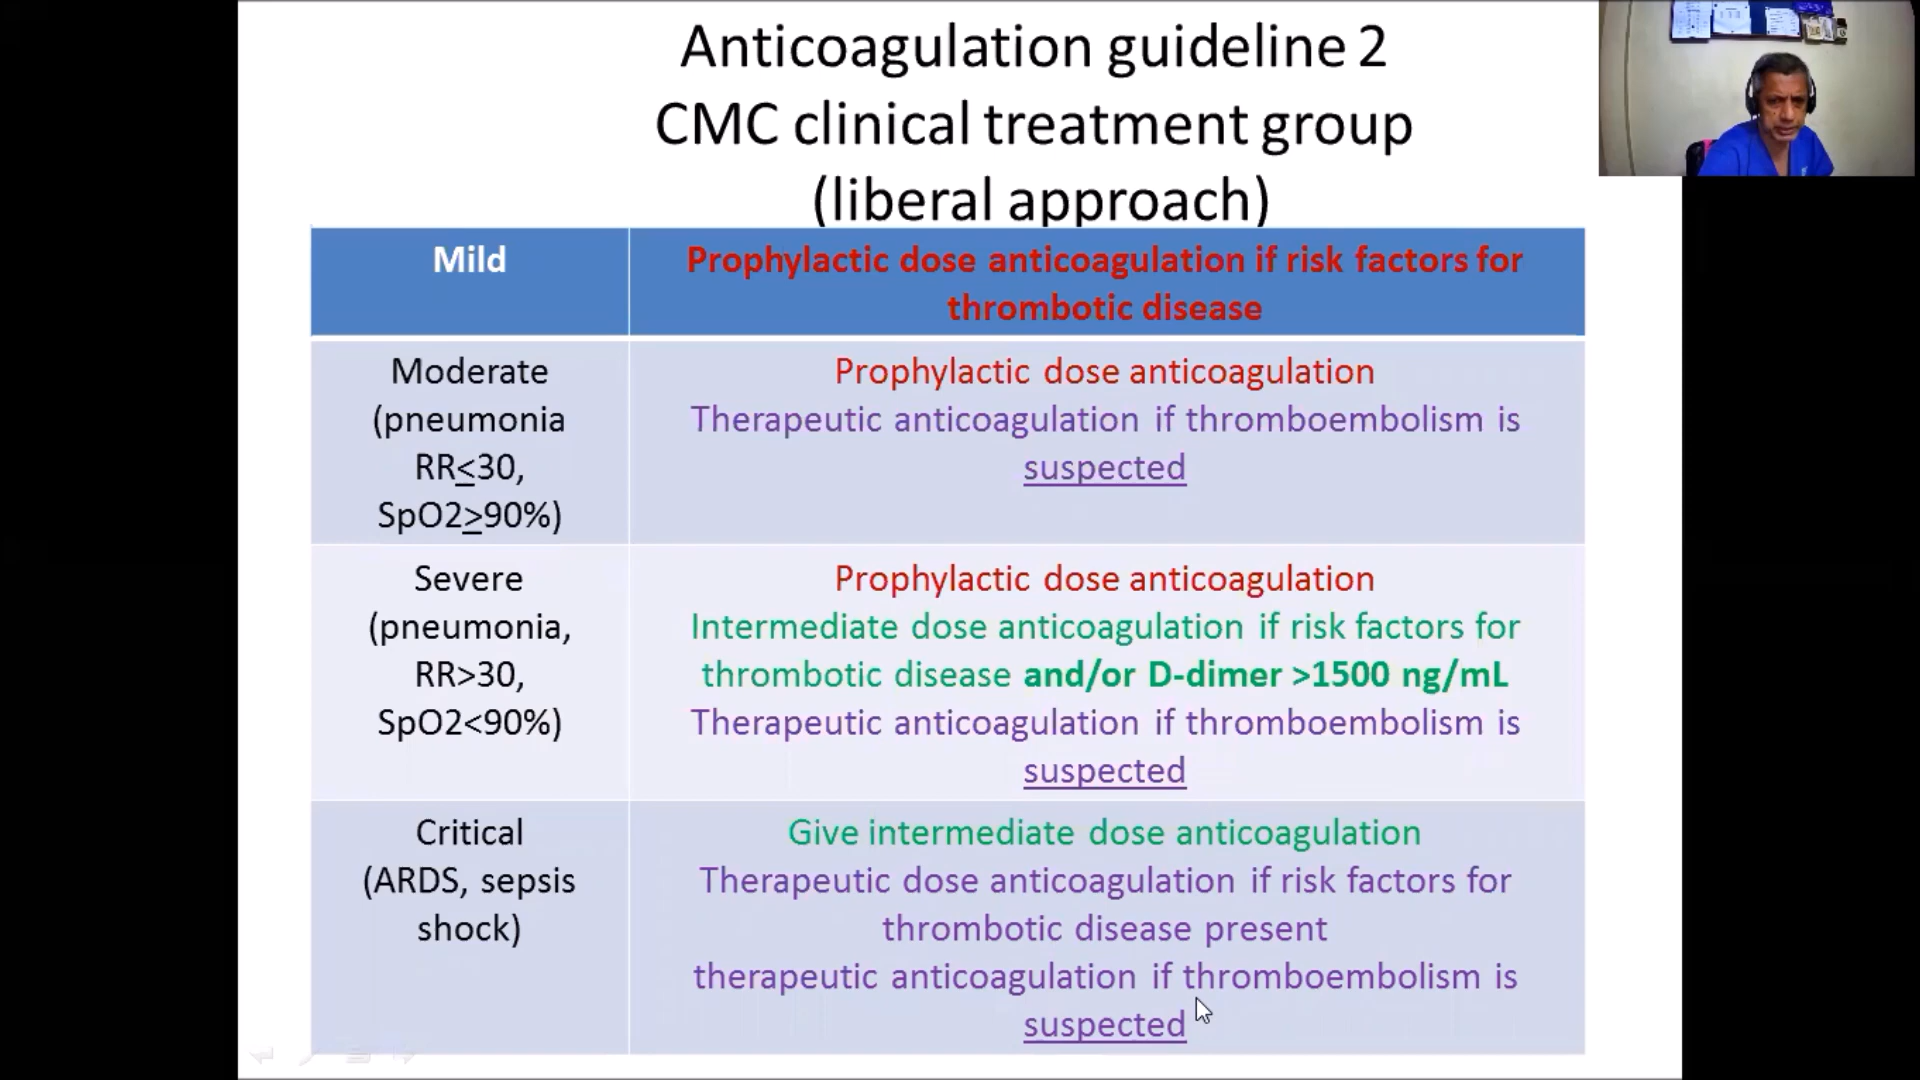 Anticoagulation guideline 2
CMC clinical treatment group
(liberal approach)
Mild
Prophylactic dose anticoagulation if risk factors for
thrombotic disease
Moderate
(pneumonia
RR≤30,
SpO2≥90%)
Prophylactic dose anticoagulation
Therapeutic anticoagulation if thromboembolism is
suspected
Severe
(pneumonia,
RR>30,
SpO2<90%)
Prophylactic dose anticoagulation
Intermediate dose anticoagulation if risk factors for
thrombotic disease and/or D-dimer >1500 ng/mL
Therapeutic anticoagulation if thromboembolism is
suspected
Critical
(ARDS, sepsis
shock)
Give intermediate dose anticoagulation
Therapeutic dose anticoagulation if risk factors for
thrombotic disease present
therapeutic anticoagulation if thromboembolism is
suspected